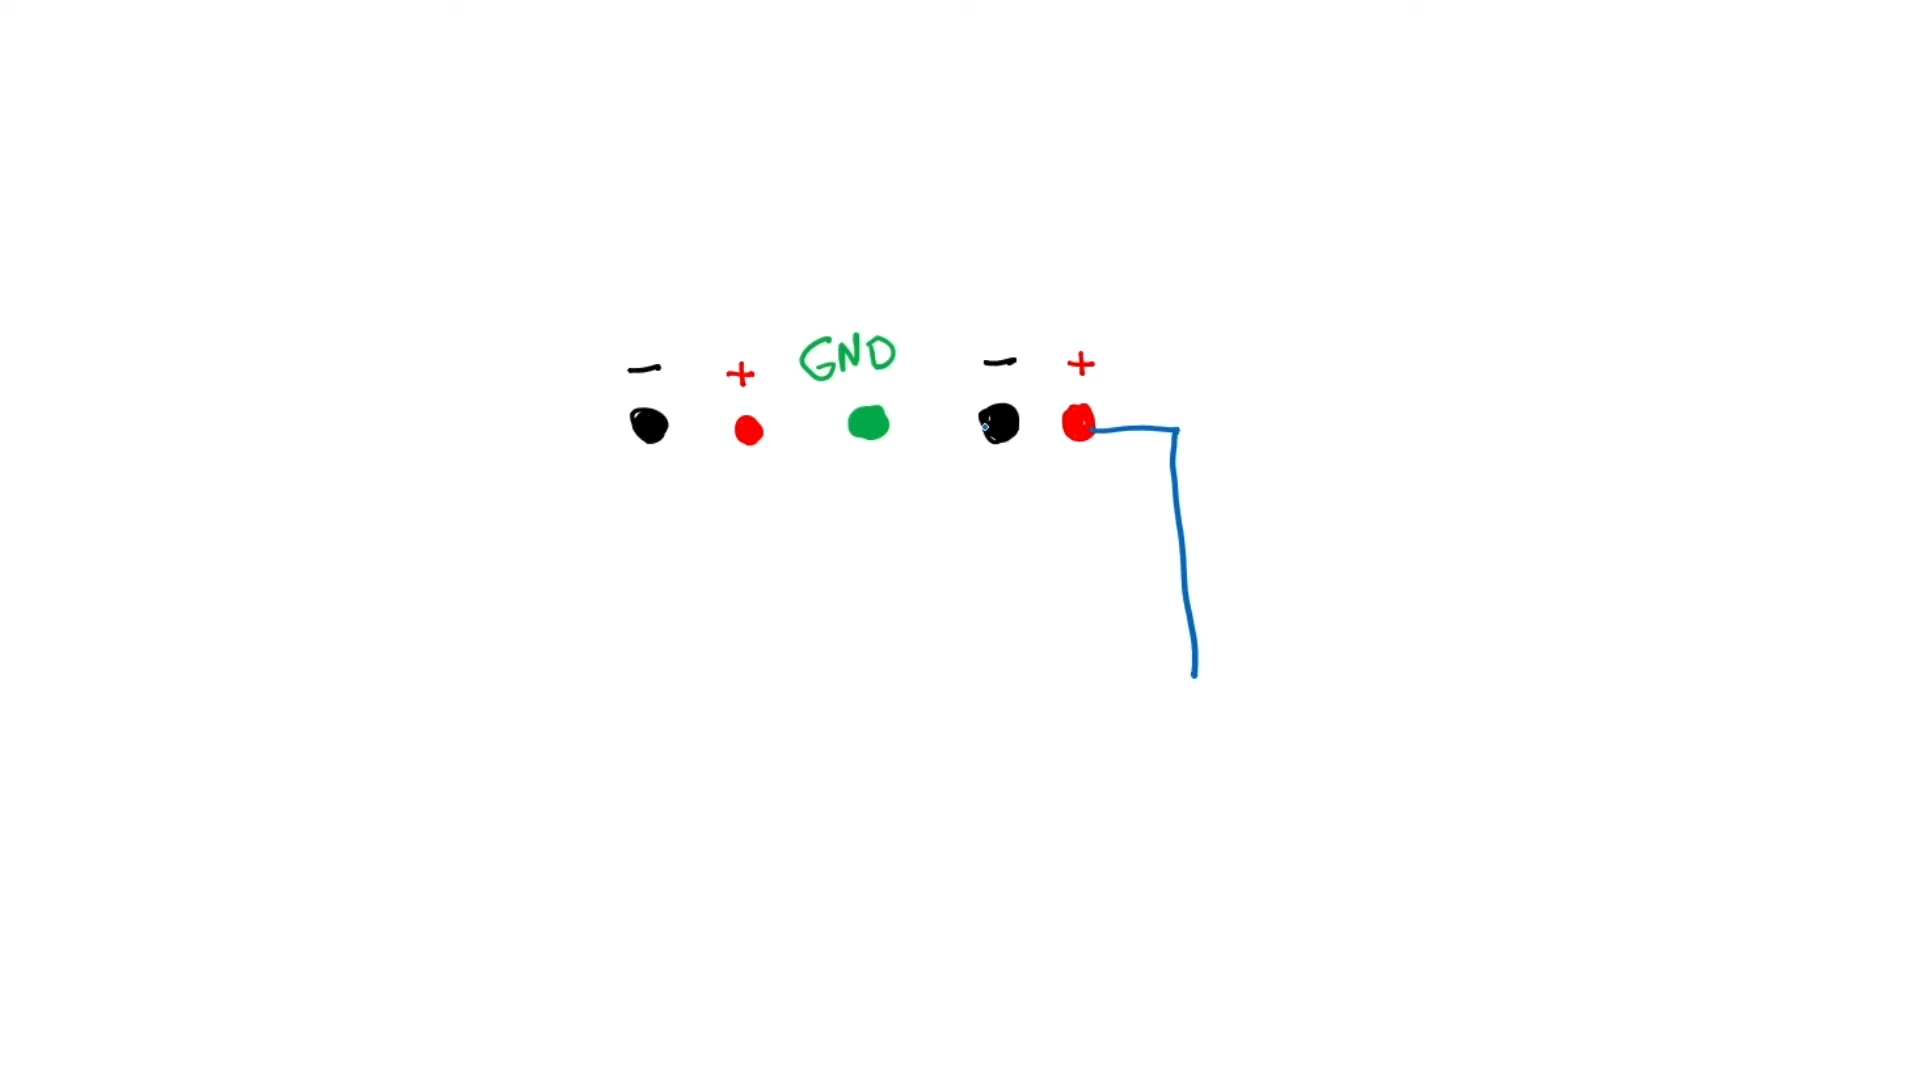 − + GND − +